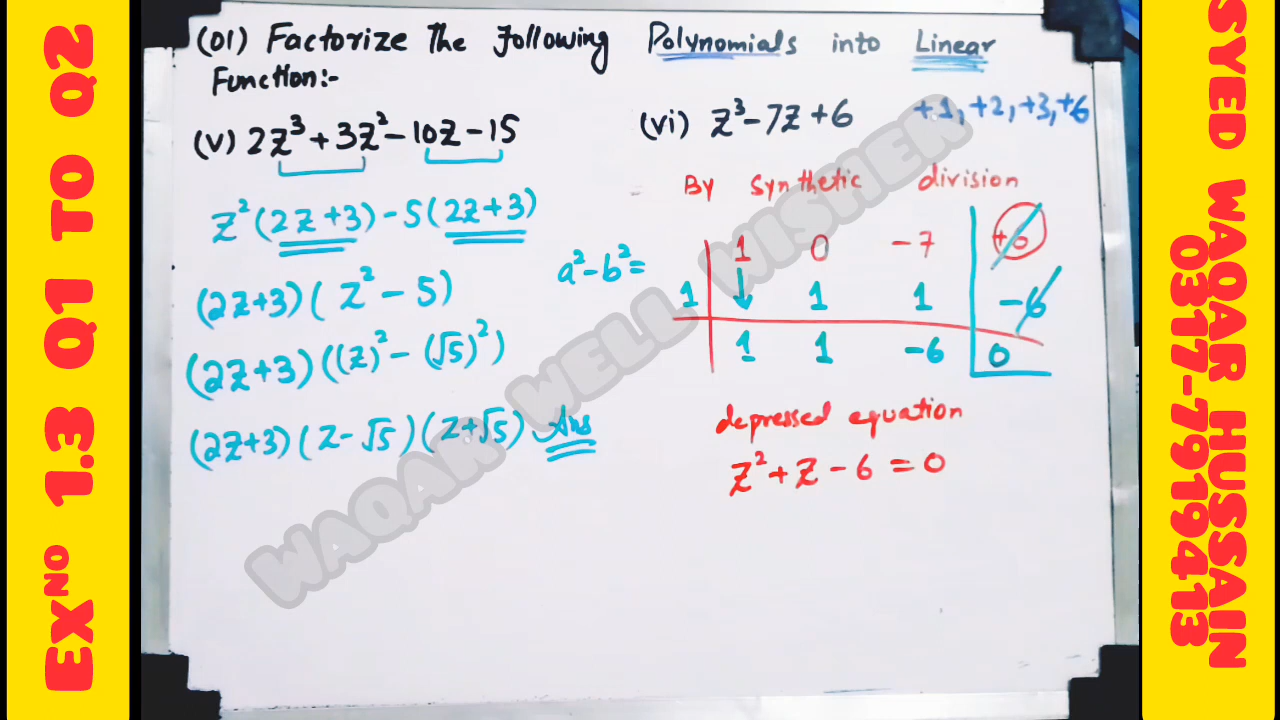 EXNO 1.3 Q1 TO Q2
(01) Factorize The following Polynomials into Linear
Function:-
(v) 2z³ + 3z² - 10z - 15
z²(2z+3) - 5(2z+3)
(2z+3)(z² - 5)
(2z+3)((z)² - (√5)²)
(2z+3)(z-√5)(z+√5) Ans
a² - b² =
(vi) z³ - 7z + 6 +1, +2, +3, +6
By synthetic division
1 0 -7 +6
1 1 1 -6
1 1 -6 0
depressed equation
z² + z - 6 = 0
WAQAR WELL WISHER
SYED WAQAR HUSSAIN
0317-7919413